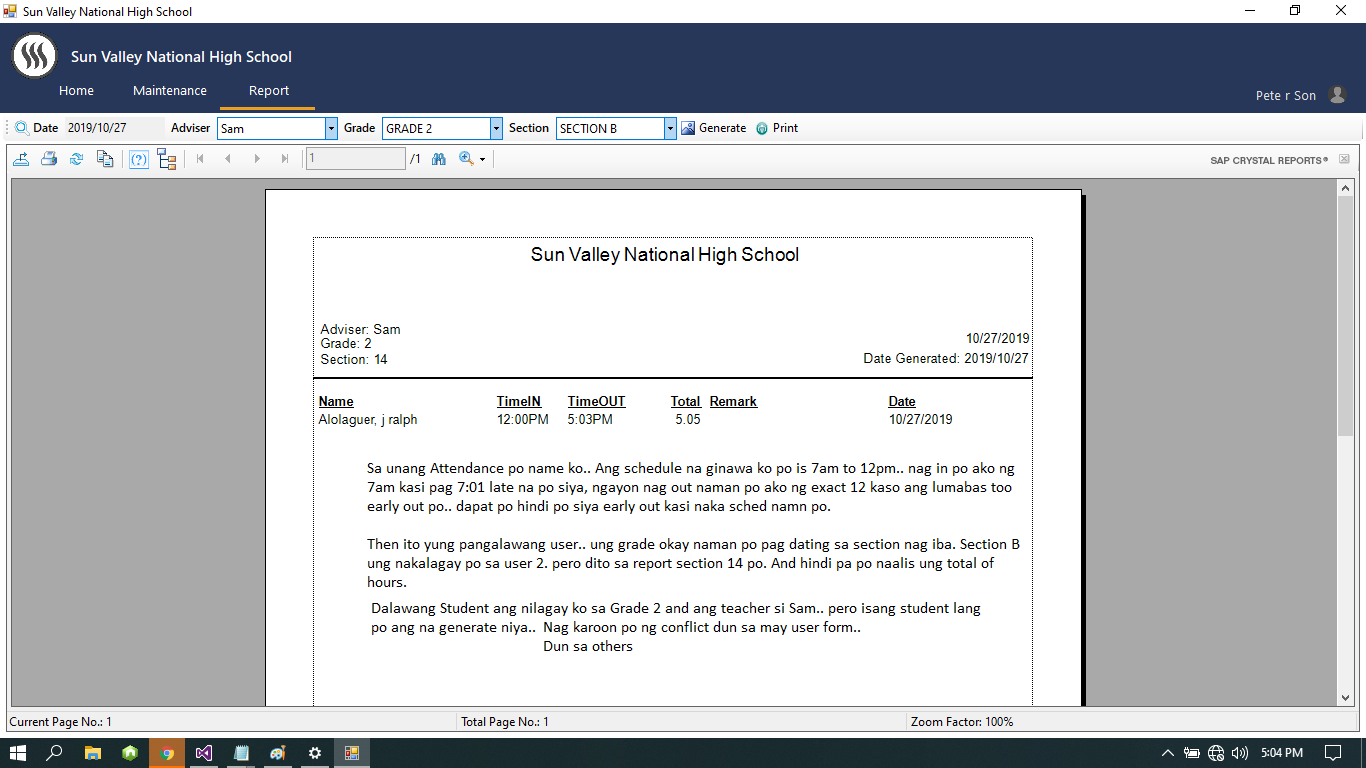 Sun Valley National High School
Sun Valley National High School
Home Maintenance Report
Pete r Son
Date 2019/10/27 Adviser Sam Grade GRADE 2 Section SECTION B Generate Print
1 /1 SAP CRYSTAL REPORTS®
Sun Valley National High School
Adviser: Sam
Grade: 2
Section: 14
10/27/2019
Date Generated: 2019/10/27
Name TimeIN TimeOUT Total Remark Date
Alolaguer, j ralph 12:00PM 5:03PM 5.05 10/27/2019
Sa unang Attendance po name ko.. Ang schedule na ginawa ko po is 7am to 12pm.. nag in po ako ng
7am kasi pag 7:01 late na po siya, ngayon nag out naman po ako ng exact 12 kaso ang lumabas too
early out po.. dapat po hindi po siya early out kasi naka sched namn po.
Then ito yung pangalawang user.. ung grade okay naman po pag dating sa section nag iba. Section B
ung nakalagay po sa user 2. pero dito sa report section 14 po. And hindi pa po naalis ung total of
hours.
Dalawang Student ang nilagay ko sa Grade 2 and ang teacher si Sam.. pero isang student lang
po ang na generate niya.. Nag karoon po ng conflict dun sa may user form..
Dun sa others
Current Page No.: 1 Total Page No.: 1 Zoom Factor: 100%
5:04 PM